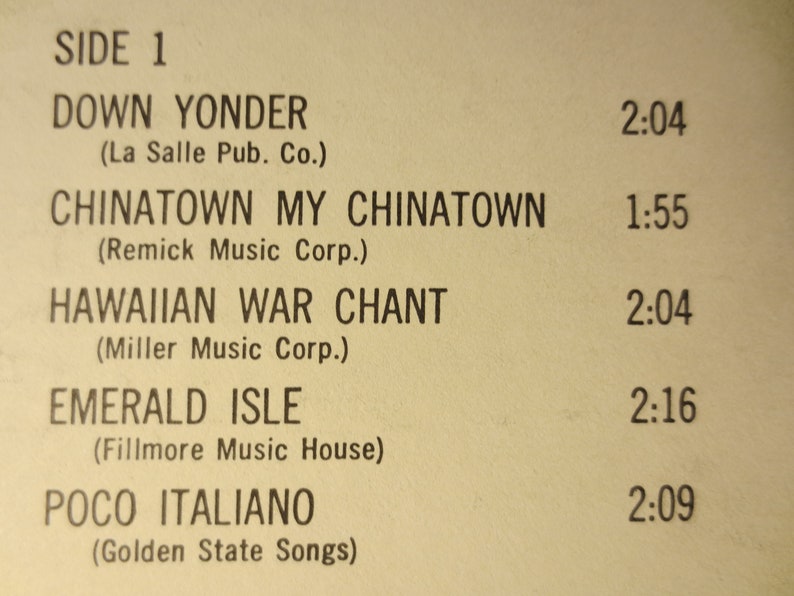 SIDE 1
DOWN YONDER 2:04
(La Salle Pub. Co.)
CHINATOWN MY CHINATOWN 1:55
(Remick Music Corp.)
HAWAIIAN WAR CHANT 2:04
(Miller Music Corp.)
EMERALD ISLE 2:16
(Fillmore Music House)
POCO ITALIANO 2:09
(Golden State Songs)